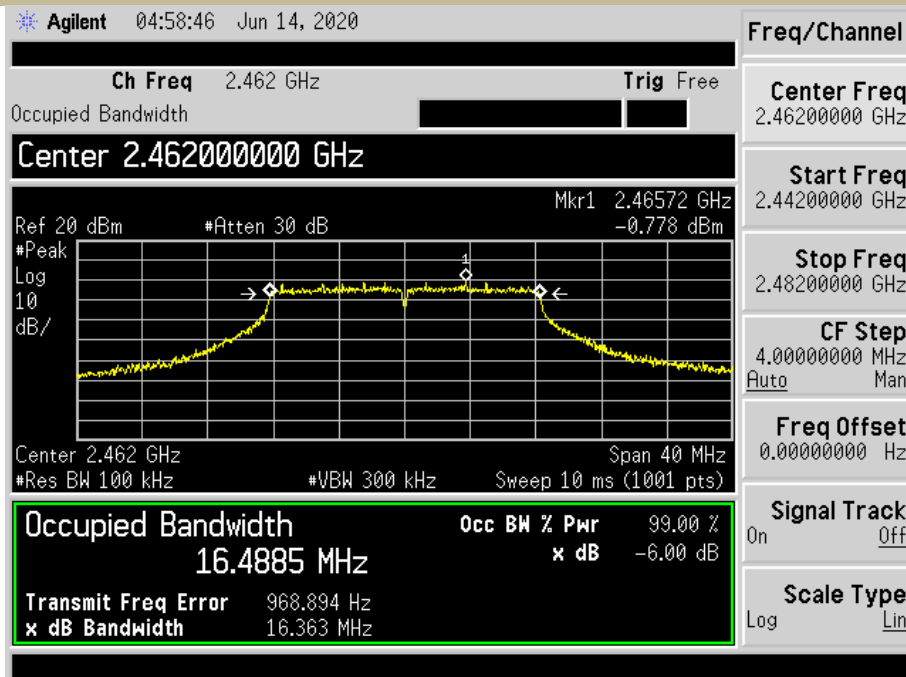 Agilent 04:58:46 Jun 14, 2020
Freq/Channel
Ch Freq 2.462 GHz Trig Free
Occupied Bandwidth
Center 2.462000000 GHz
Mkr1 2.46572 GHz
Ref 20 dBm #Atten 30 dB -0.778 dBm
#Peak
Log
10
dB/
1
Center 2.462 GHz Span 40 MHz
#Res BW 100 kHz #VBW 300 kHz Sweep 10 ms (1001 pts)
Occupied Bandwidth Occ BW % Pwr 99.00 %
16.4885 MHz x dB -6.00 dB
Transmit Freq Error 968.894 Hz
x dB Bandwidth 16.363 MHz
Center Freq
2.46200000 GHz
Start Freq
2.44200000 GHz
Stop Freq
2.48200000 GHz
CF Step
4.00000000 MHz
Auto Man
Freq Offset
0.00000000 Hz
Signal Track
On Off
Scale Type
Log Lin